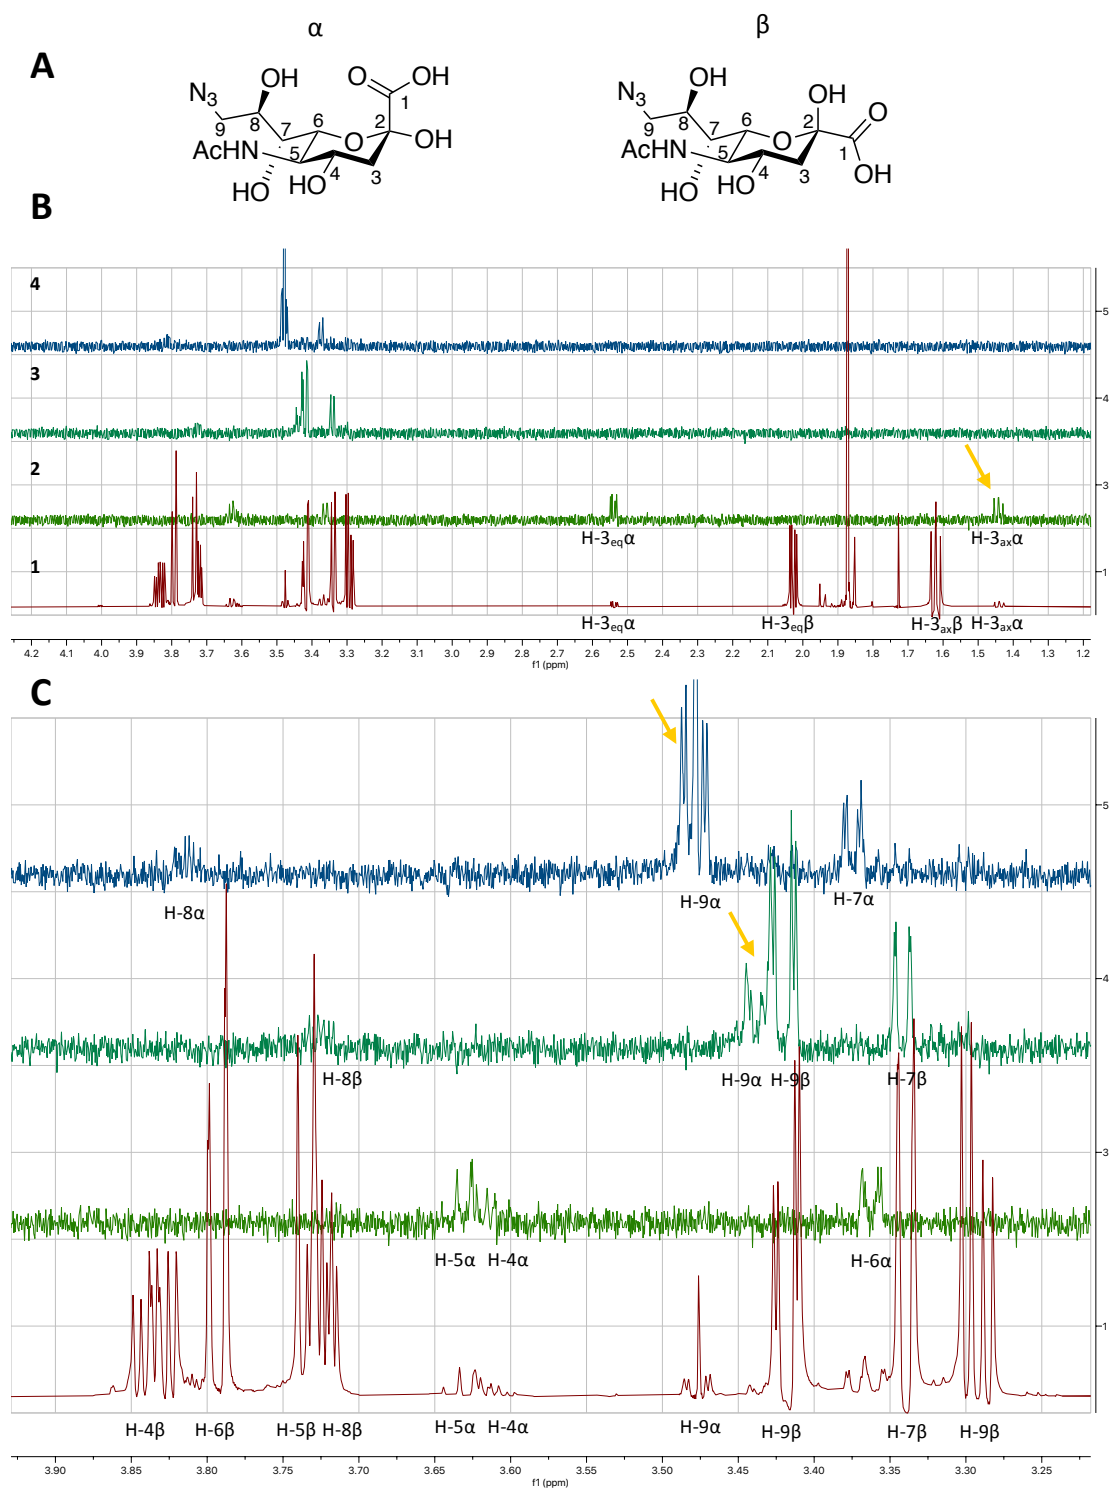 α β
A
OH O OH N₃ 1 9 8 7 6 O 2 OH AcHN 5 4 3 HO HO
OH OH O N₃ 9 8 7 6 O 2 1 AcHN 5 4 3 OH HO HO
B
4
5
3
4
2
3
H-3eqα H-3axα
1
1
H-3eqα H-3eqβ H-3axβ H-3axα
4.2 4.1 4.0 3.9 3.8 3.7 3.6 3.5 3.4 3.3 3.2 3.1 3.0 2.9 2.8 2.7 2.6 2.5 2.4 2.3 2.2 2.1 2.0 1.9 1.8 1.7 1.6 1.5 1.4 1.3 1.2
f1 (ppm)
C
5
H-8α H-9α H-7α
4
H-8β H-9α H-9β H-7β
3
H-5α H-4α H-6α
1
H-4β H-6β H-5β H-8β H-5α H-4α H-9α H-9β H-7β H-9β
3.90 3.85 3.80 3.75 3.70 3.65 3.60 3.55 3.50 3.45 3.40 3.35 3.30 3.25
f1 (ppm)